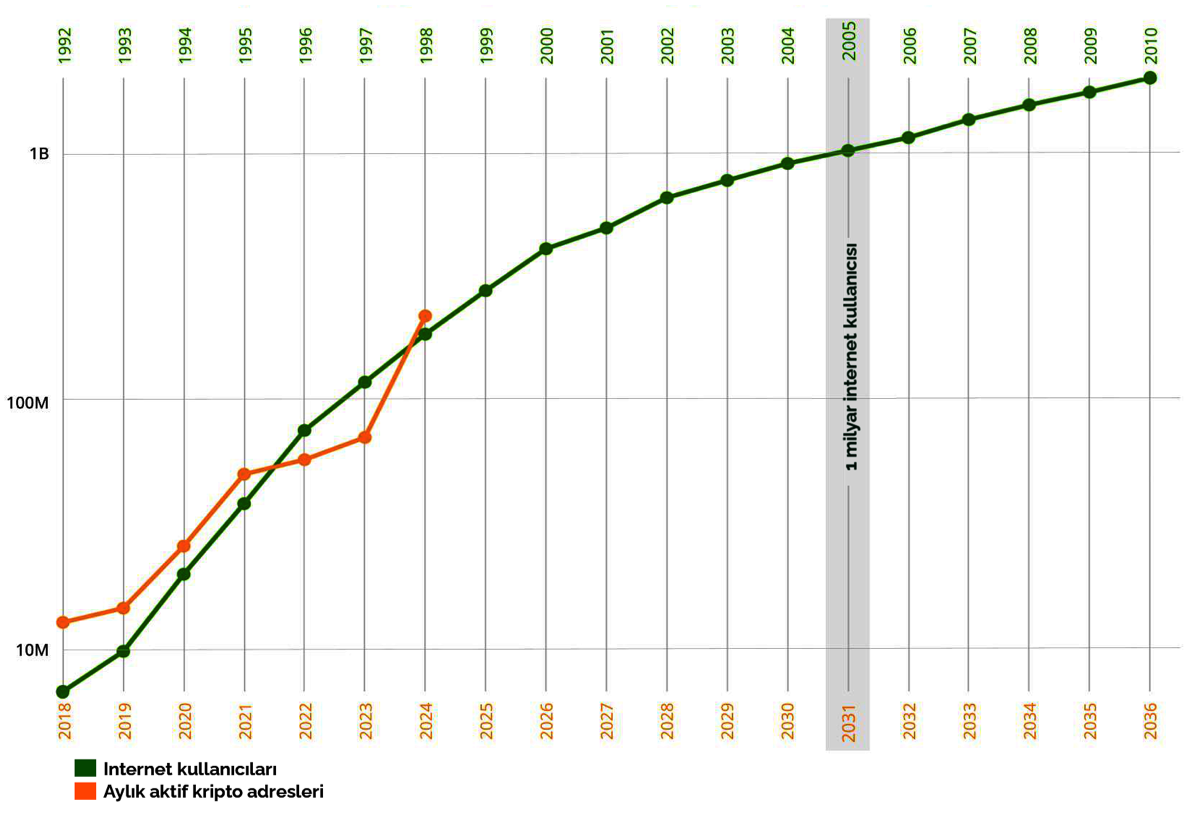 1992 1993 1994 1995 1996 1997 1998 1999 2000 2001 2002 2003 2004 2005 2006 2007 2008 2009 2010
1B
100M
10M
1 milyar internet kullanıcısı
2018 2019 2020 2021 2022 2023 2024 2025 2026 2027 2028 2029 2030 2031 2032 2033 2034 2035 2036
Internet kullanıcıları
Aylık aktif kripto adresleri